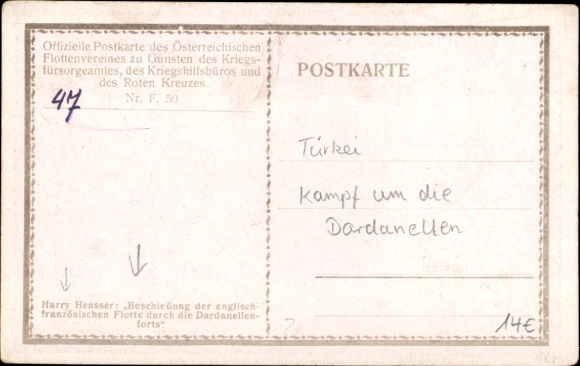 Offizielle Postkarte des Österreichischen
Flottenvereines zu Gunsten des Kriegs-
fürsorgeamtes, des Kriegshilfsbüros und
des Roten Kreuzes
Nr. F. 50
47
Harry Heusser: „Beschießung der englisch-
französischen Flotte durch die Dardanellen-
forts“
POSTKARTE
Türkei
Kampf um die
Dardanellen
14€